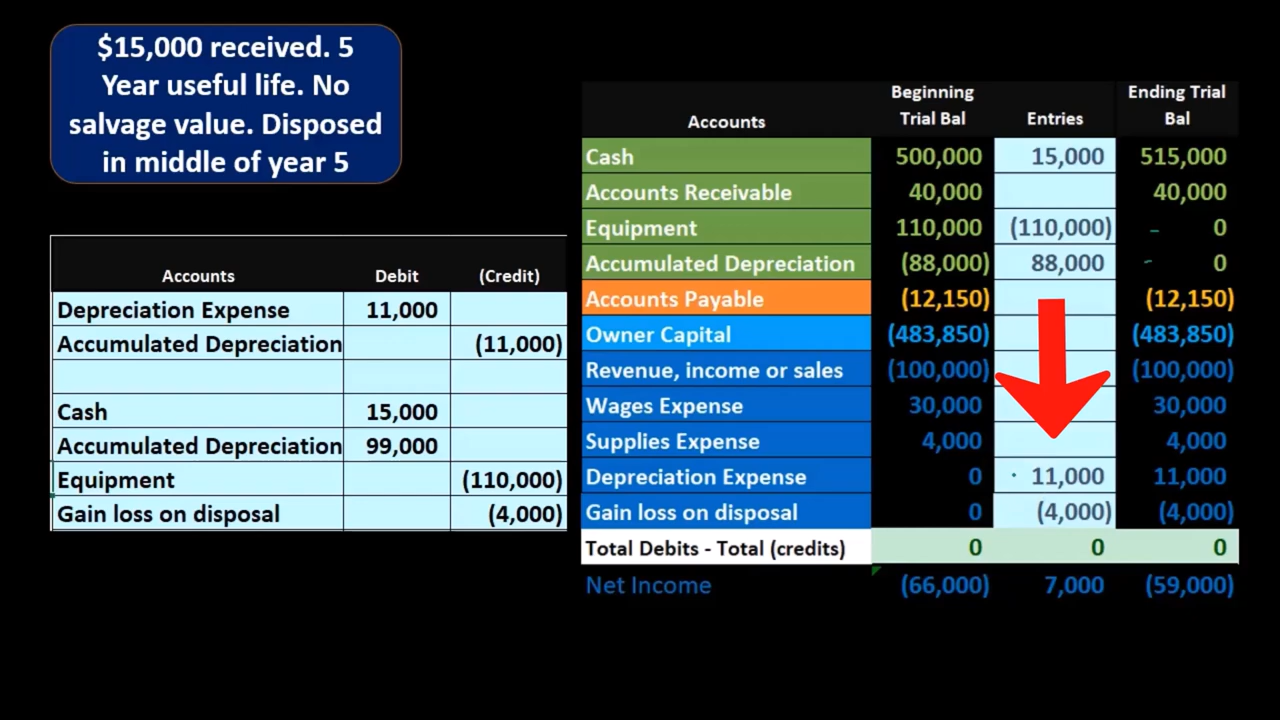 $15,000 received. 5
Year useful life. No
salvage value. Disposed
in middle of year 5
Accounts Debit (Credit)
Depreciation Expense 11,000
Accumulated Depreciation (11,000)
Cash 15,000
Accumulated Depreciation 99,000
Equipment (110,000)
Gain loss on disposal (4,000)
Beginning Ending Trial
Accounts Trial Bal Entries Bal
Cash 500,000 15,000 515,000
Accounts Receivable 40,000 40,000
Equipment 110,000 (110,000) - 0
Accumulated Depreciation (88,000) 88,000 - 0
Accounts Payable (12,150) (12,150)
Owner Capital (483,850) (483,850)
Revenue, income or sales (100,000) (100,000)
Wages Expense 30,000 30,000
Supplies Expense 4,000 4,000
Depreciation Expense 0 11,000 11,000
Gain loss on disposal 0 (4,000) (4,000)
Total Debits - Total (credits) 0 0 0
Net Income (66,000) 7,000 (59,000)